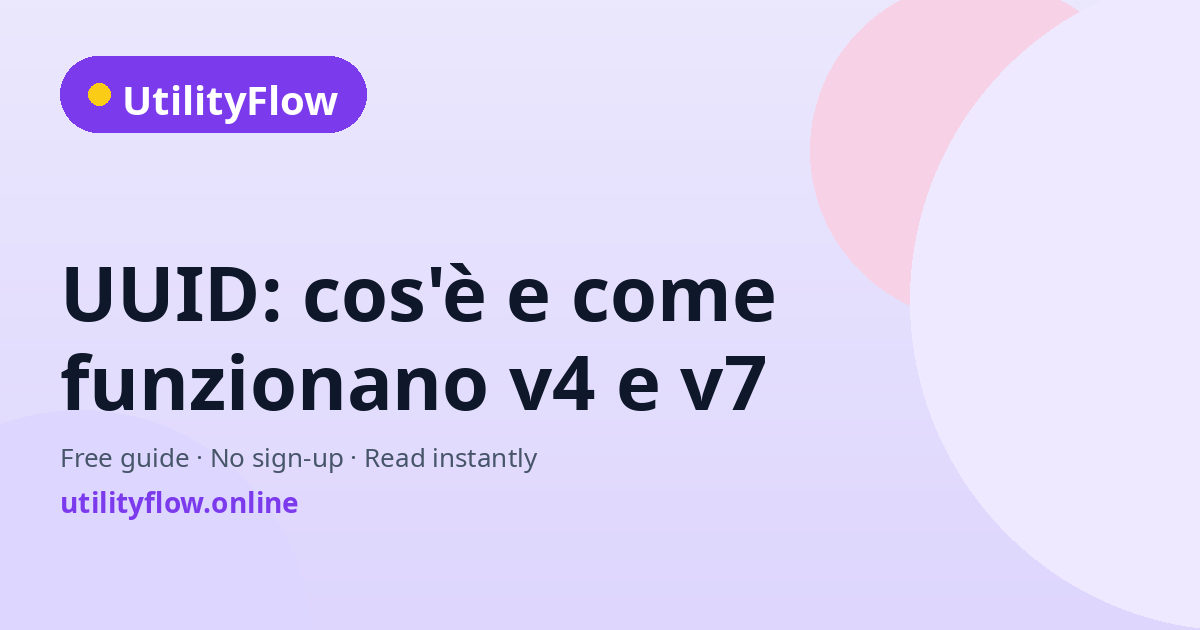 UtilityFlow
UUID: cos'è e come
funzionano v4 e v7
Free guide · No sign-up · Read instantly
utilityflow.online